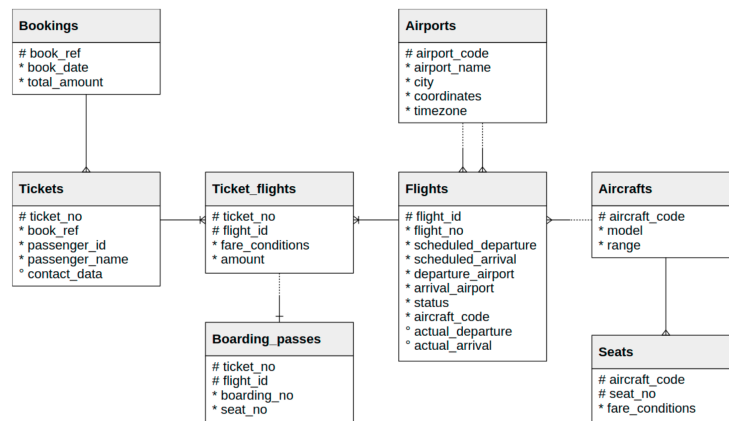 Bookings
# book_ref
* book_date
* total_amount
Airports
# airport_code
* airport_name
* city
* coordinates
* timezone
Tickets
# ticket_no
* book_ref
* passenger_id
* passenger_name
° contact_data
Ticket_flights
# ticket_no
# flight_id
* fare_conditions
* amount
Flights
# flight_id
* flight_no
* scheduled_departure
* scheduled_arrival
* departure_airport
* arrival_airport
* status
* aircraft_code
° actual_departure
° actual_arrival
Aircrafts
# aircraft_code
* model
* range
Boarding_passes
# ticket_no
# flight_id
* boarding_no
* seat_no
Seats
# aircraft_code
# seat_no
* fare_conditions